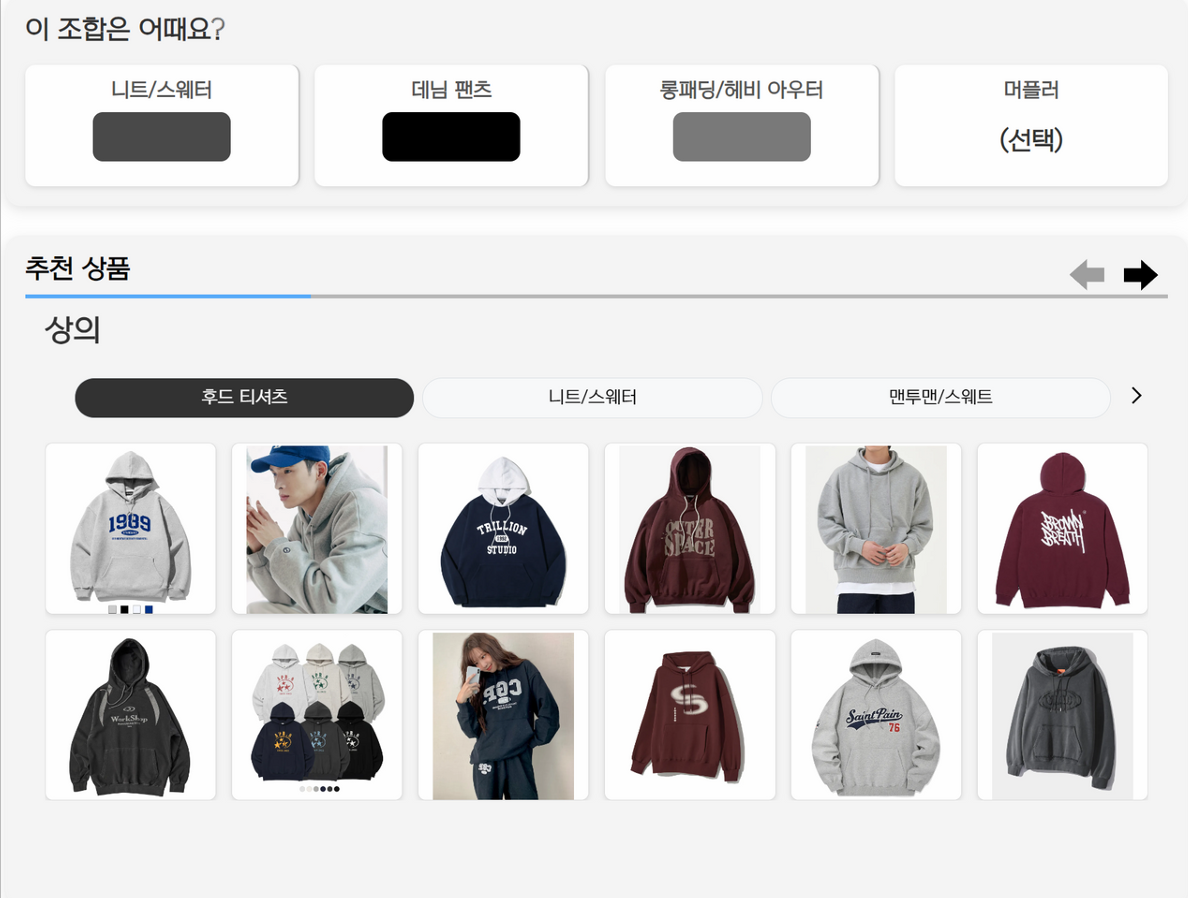 이 조합은 어때요?
니트/스웨터
데님 팬츠
롱패딩/헤비 아우터
머플러
(선택)
추천 상품
상의
후드 티셔츠
니트/스웨터
맨투맨/스웨트
1989
TRILLION
STUDIO
OUTER
SPACE
BROWN
BREATH
WorkShop
CGP
S
SaintPain
76